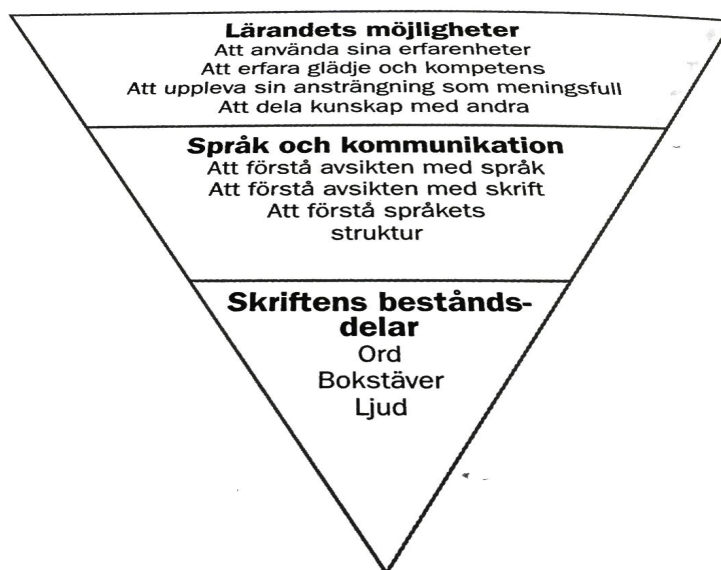 Lärandets möjligheter
Att använda sina erfarenheter
Att erfara glädje och kompetens
Att uppleva sin ansträngning som meningsfull
Att dela kunskap med andra
Språk och kommunikation
Att förstå avsikten med språk
Att förstå avsikten med skrift
Att förstå språkets
struktur
Skriftens bestånds-
delar
Ord
Bokstäver
Ljud